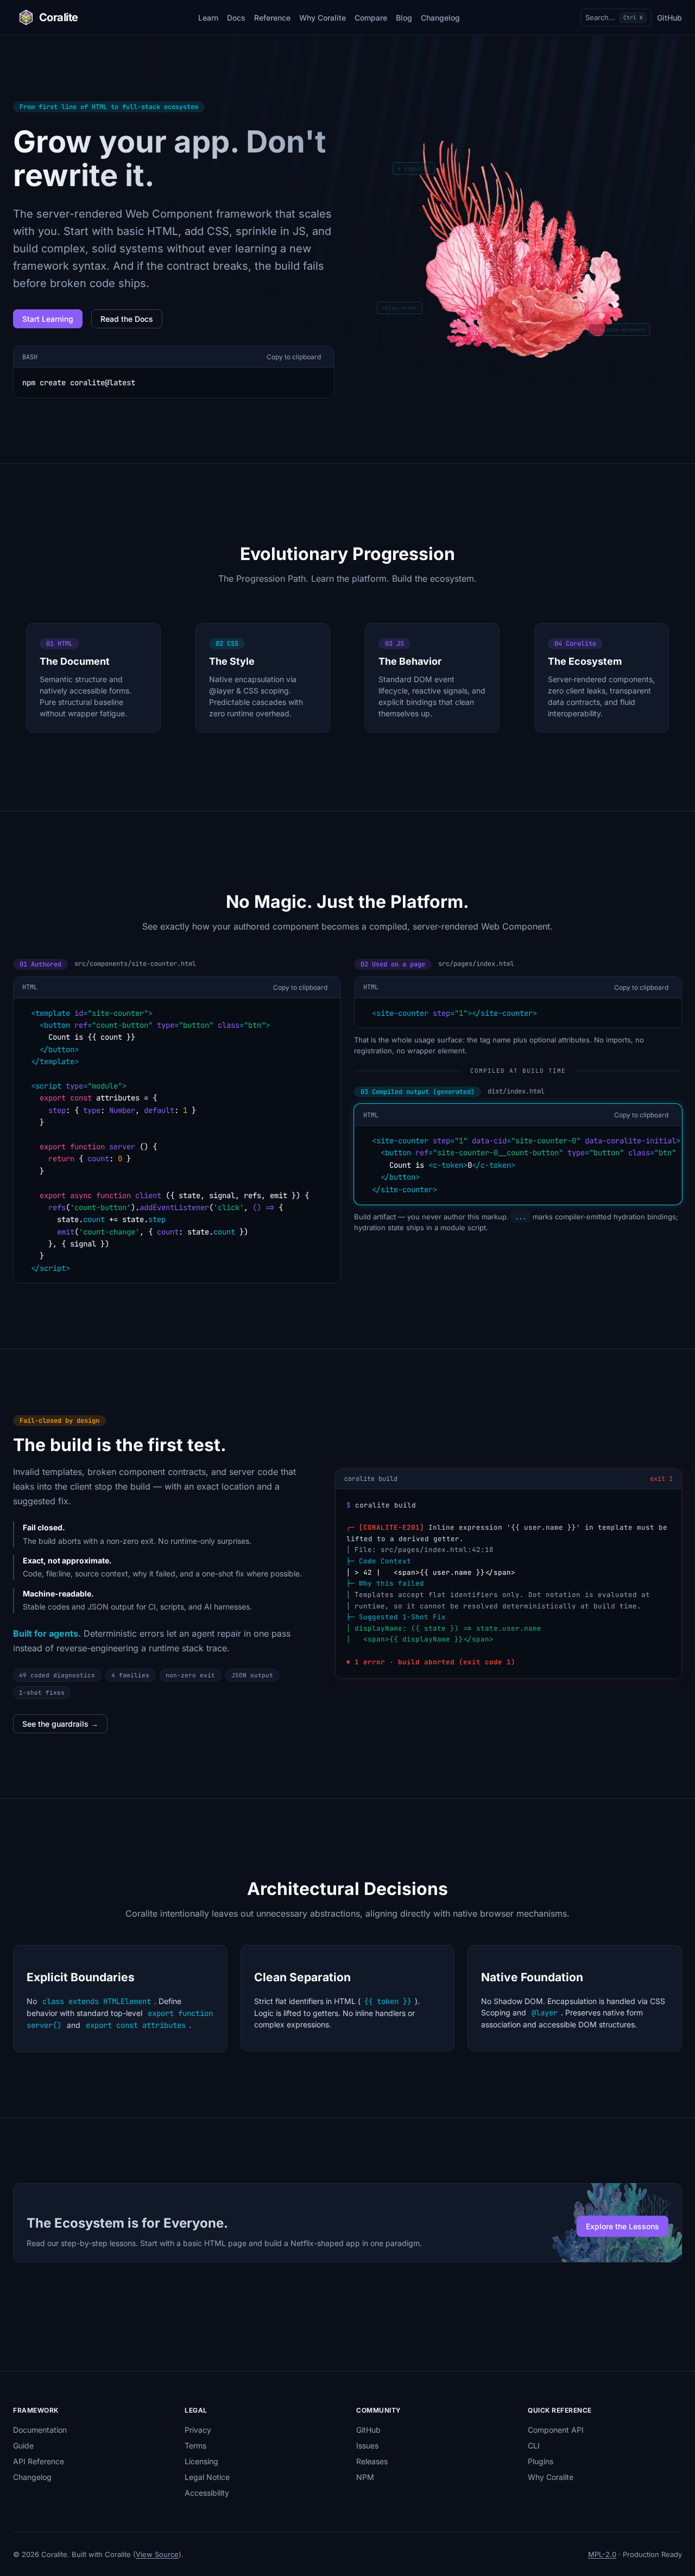 Coralite
Learn Docs Reference Why Coralite Compare Blog Changelog
Search... Ctrl K GitHub
From first line of HTML to full-stack ecosystem
Grow your app. Don't
rewrite it.
The server-rendered Web Component framework that scales
with you. Start with basic HTML, add CSS, sprinkle in JS, and
build complex, solid systems without ever learning a new
framework syntax. And if the contract breaks, the build fails
before broken code ships.
Start Learning Read the Docs
BASH Copy to clipboard
npm create coralite@latest
Evolutionary Progression
The Progression Path. Learn the platform. Build the ecosystem.
01 HTML
The Document
Semantic structure and
natively accessible forms.
Pure structural baseline
without wrapper fatigue.
02 CSS
The Style
Native encapsulation via
@layer & CSS scoping.
Predictable cascades with
zero runtime overhead.
03 JS
The Behavior
Standard DOM event
lifecycle, reactive signals, and
explicit bindings that clean
themselves up.
04 Coralite
The Ecosystem
Server-rendered components,
zero client leaks, transparent
data contracts, and fluid
interoperability.
No Magic. Just the Platform.
See exactly how your authored component becomes a compiled, server-rendered Web Component.
01 Authored src/components/site-counter.html
HTML Copy to clipboard
<template id="site-counter">
  <button ref="count-button" type="button" class="btn">
    Count is {{ count }}
  </button>
</template>
<script type="module">
  export const attributes = {
    step: { type: Number, default: 1 }
  }
  export function server () {
    return { count: 0 }
  }
  export async function client ({ state, signal, refs, emit }) {
    refs('count-button').addEventListener('click', () => {
      state.count += state.step
      emit('count-change', { count: state.count })
    }, { signal })
  }
</script>
02 Used on a page src/pages/index.html
HTML Copy to clipboard
<site-counter step="1"></site-counter>
That is the whole usage surface: the tag name plus optional attributes. No imports, no
registration, no wrapper element.
COMPILED AT BUILD TIME
03 Compiled output (generated) dist/index.html
HTML Copy to clipboard
<site-counter step="1" data-cid="site-counter-0" data-coralite-initial>
  <button ref="site-counter-0__count-button" type="button" class="btn"
    Count is <c-token>0</c-token>
  </button>
</site-counter>
Build artifact — you never author this markup. ... marks compiler-emitted hydration bindings;
hydration state ships in a module script.
Fail-closed by design
The build is the first test.
Invalid templates, broken component contracts, and server code that
leaks into the client stop the build — with an exact location and a
suggested fix.
Fail closed.
The build aborts with a non-zero exit. No runtime-only surprises.
Exact, not approximate.
Code, file:line, source context, why it failed, and a one-shot fix where possible.
Machine-readable.
Stable codes and JSON output for CI, scripts, and AI harnesses.
Built for agents. Deterministic errors let an agent repair in one pass
instead of reverse-engineering a runtime stack trace.
49 coded diagnostics 4 families non-zero exit JSON output
1-shot fixes
See the guardrails →
coralite build exit 1
$ coralite build
┌─ [CORALITE-E201] Inline expression '{{ user.name }}' in template must be
lifted to a derived getter.
│ File: src/pages/index.html:42:18
├─ Code Context
│ > 42 |   <span>{{ user.name }}</span>
├─ Why this failed
│ Templates accept flat identifiers only. Dot notation is evaluated at
│ runtime, so it cannot be resolved deterministically at build time.
├─ Suggested 1-Shot Fix
│ displayName: ({ state }) => state.user.name
│   <span>{{ displayName }}</span>
✖ 1 error · build aborted (exit code 1)
Architectural Decisions
Coralite intentionally leaves out unnecessary abstractions, aligning directly with native browser mechanisms.
Explicit Boundaries
No class extends HTMLElement . Define
behavior with standard top-level export function
server() and export const attributes .
Clean Separation
Strict flat identifiers in HTML ( {{ token }} ).
Logic is lifted to getters. No inline handlers or
complex expressions.
Native Foundation
No Shadow DOM. Encapsulation is handled via CSS
Scoping and @layer . Preserves native form
association and accessible DOM structures.
The Ecosystem is for Everyone.
Read our step-by-step lessons. Start with a basic HTML page and build a Netflix-shaped app in one paradigm.
Explore the Lessons
FRAMEWORK
Documentation
Guide
API Reference
Changelog
LEGAL
Privacy
Terms
Licensing
Legal Notice
Accessibility
COMMUNITY
GitHub
Issues
Releases
NPM
QUICK REFERENCE
Component API
CLI
Plugins
Why Coralite
© 2026 Coralite. Built with Coralite (View Source).
MPL-2.0 · Production Ready